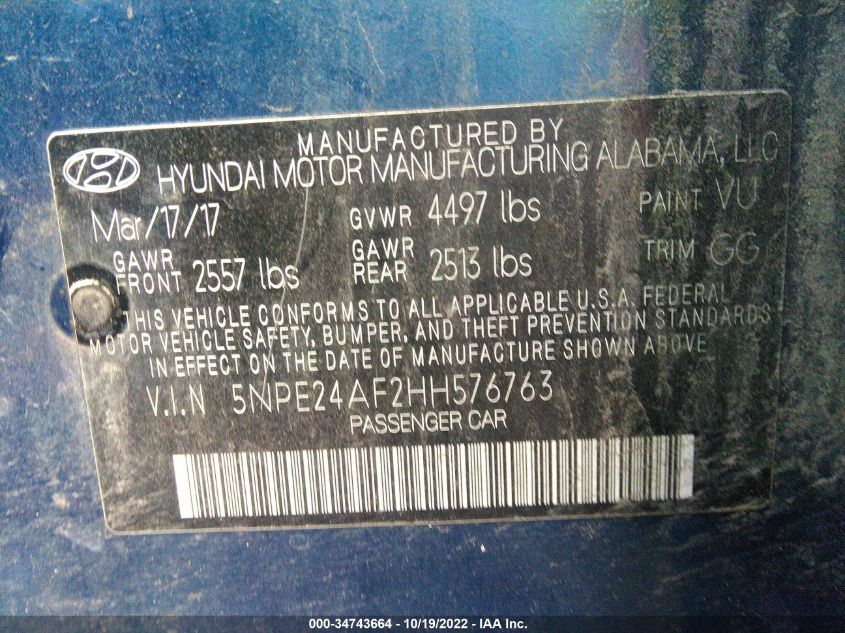 MANUFACTURED BY
HYUNDAI MOTOR MANUFACTURING ALABAMA, LLC
Mar/17/17 GVWR 4497 lbs PAINT VU
GAWR FRONT 2557 lbs GAWR REAR 2513 lbs TRIM GG
THIS VEHICLE CONFORMS TO ALL APPLICABLE U.S.A. FEDERAL
MOTOR VEHICLE SAFETY, BUMPER, AND THEFT PREVENTION STANDARDS
IN EFFECT ON THE DATE OF MANUFACTURE SHOWN ABOVE.
V.I.N 5NPE24AF2HH576763
PASSENGER CAR
000-34743664 - 10/19/2022 - IAA Inc.